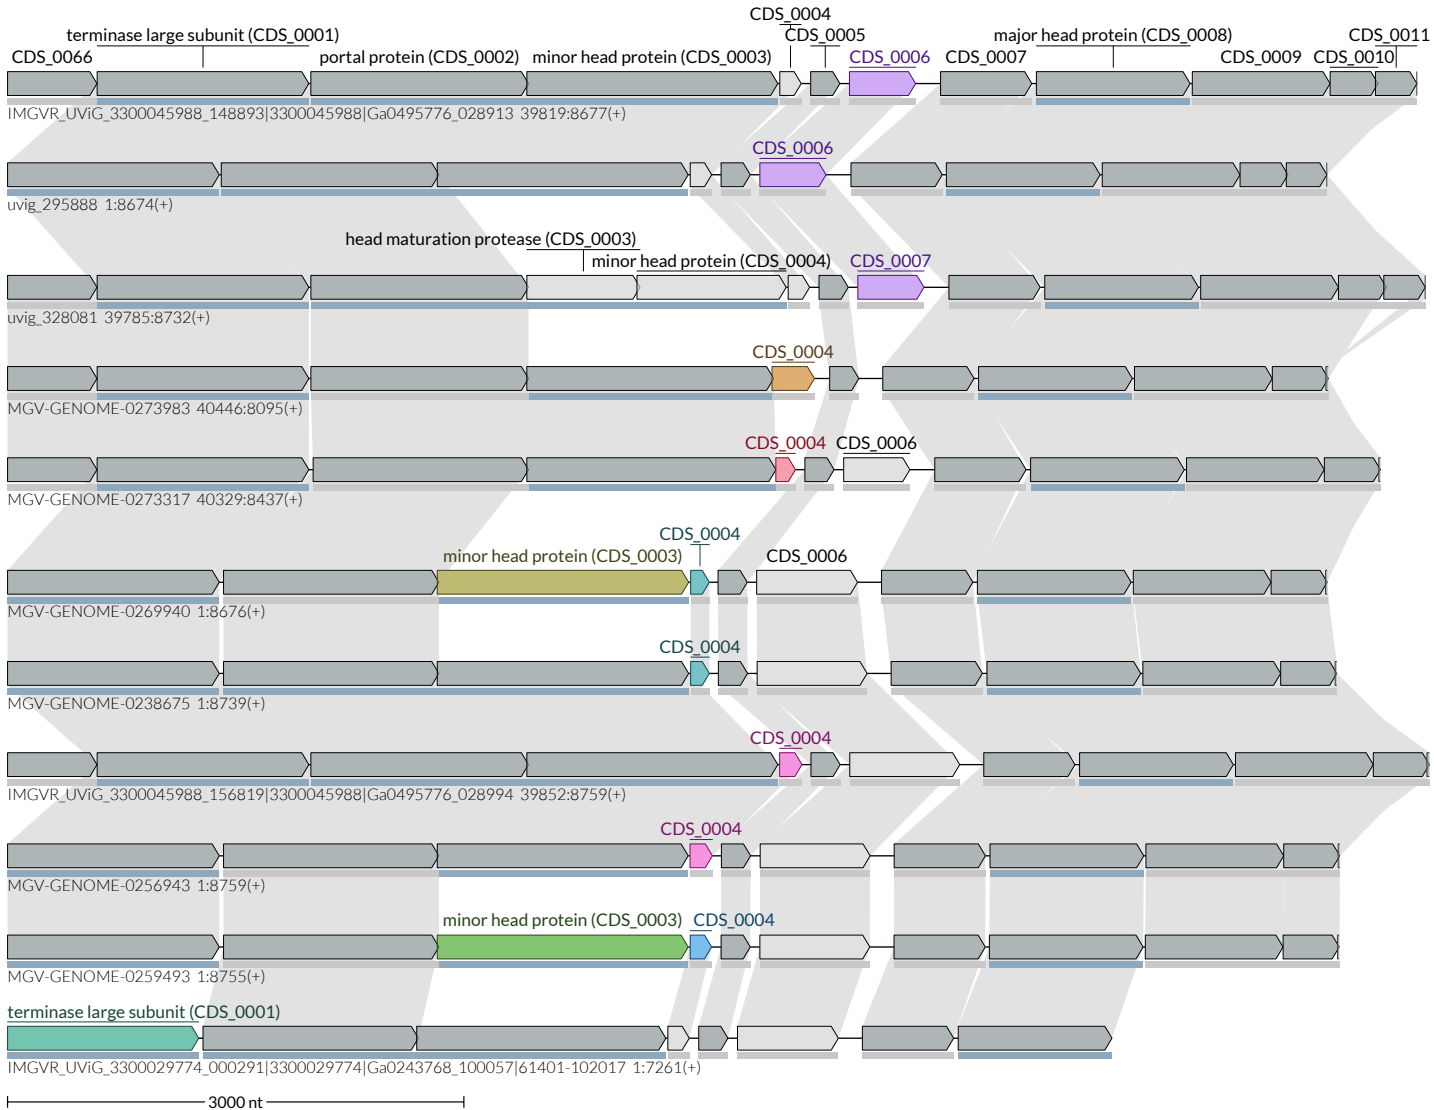 CDS_0004
terminase large subunit (CDS_0001) CDS_0005 major head protein (CDS_0008) CDS_0011
CDS_0066 portal protein (CDS_0002) minor head protein (CDS_0003) CDS_0006 CDS_0007 CDS_0009 CDS_0010
IMGVR_UViG_3300045988_148893|3300045988|Ga0495776_028913 39819:8677(+)
CDS_0006
uvig_295888 1:8674(+)
head maturation protease (CDS_0003)
minor head protein (CDS_0004) CDS_0007
uvig_328081 39785:8732(+)
CDS_0004
MGV-GENOME-0273983 40446:8095(+)
CDS_0004 CDS_0006
MGV-GENOME-0273317 40329:8437(+)
CDS_0004
minor head protein (CDS_0003) CDS_0006
MGV-GENOME-0269940 1:8676(+)
CDS_0004
MGV-GENOME-0238675 1:8739(+)
CDS_0004
IMGVR_UViG_3300045988_156819|3300045988|Ga0495776_028994 39852:8759(+)
CDS_0004
MGV-GENOME-0256943 1:8759(+)
minor head protein (CDS_0003) CDS_0004
MGV-GENOME-0259493 1:8755(+)
terminase large subunit (CDS_0001)
IMGVR_UViG_3300029774_000291|3300029774|Ga0243768_100057|61401-102017 1:7261(+)
3000 nt